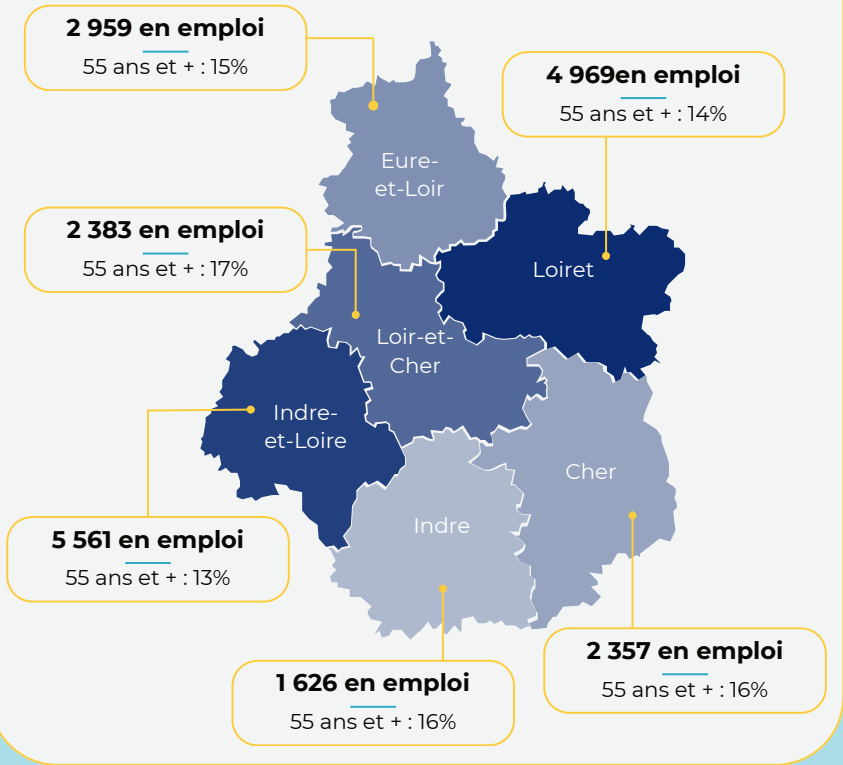 2 959 en emploi
55 ans et + : 15%
4 969en emploi
55 ans et + : 14%
Eure-
et-Loir
2 383 en emploi
55 ans et + : 17%
Loiret
Loir-et-
Cher
Indre-
et-Loire
Cher
Indre
5 561 en emploi
55 ans et + : 13%
2 357 en emploi
55 ans et + : 16%
1 626 en emploi
55 ans et + : 16%